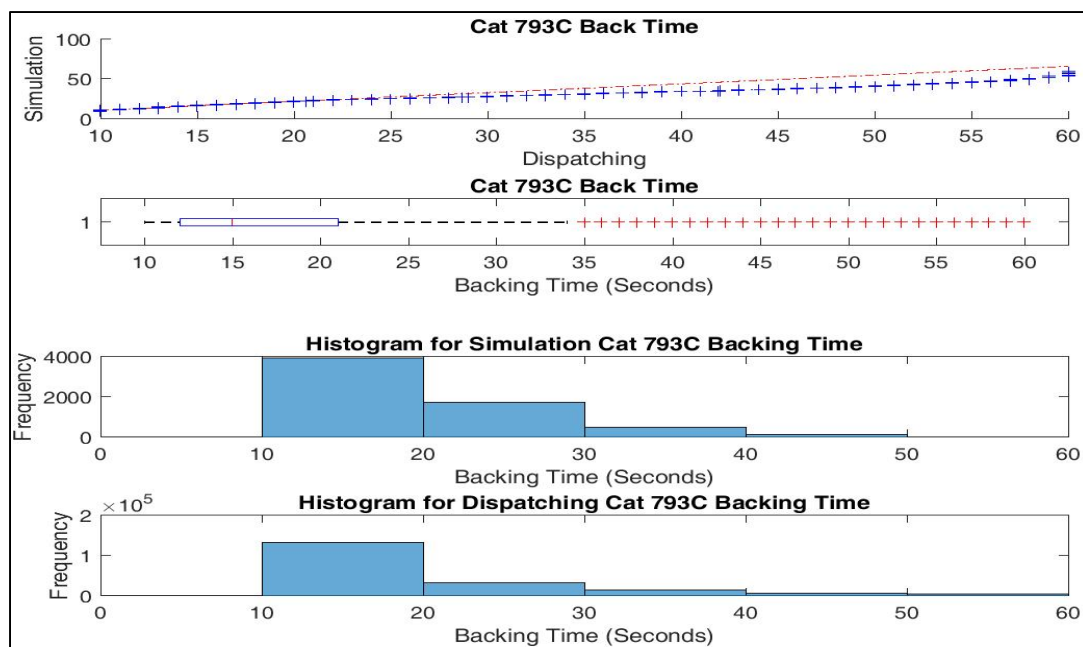 Cat 793C Back Time
100
50
0
Simulation
10 15 20 25 30 35 40 45 50 55 60
Dispatching
Cat 793C Back Time
1
10 15 20 25 30 35 40 45 50 55 60
Backing Time (Seconds)
Histogram for Simulation Cat 793C Backing Time
4000
2000
0
Frequency
0 10 20 30 40 50 60
Backing Time (Seconds)
Histogram for Dispatching Cat 793C Backing Time
×10⁵
2
1
0
Frequency
0 10 20 30 40 50 60
Backing Time (Seconds)